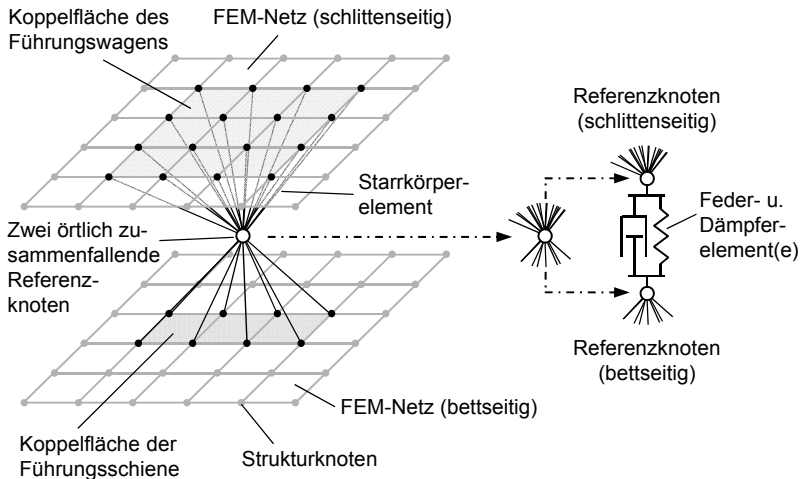 Koppelfläche des
Führungswagens
FEM-Netz (schlittenseitig)
Referenzknoten
(schlittenseitig)
Starrkörper-
element
Feder- u.
Dämpfer-
element(e)
Zwei örtlich zu-
sammenfallende
Referenz-
knoten
Referenzknoten
(bettseitig)
FEM-Netz (bettseitig)
Koppelfläche der
Führungsschiene
Strukturknoten